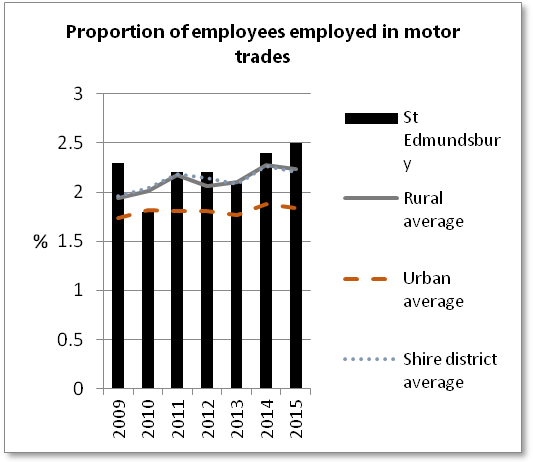 Proportion of employees employed in motor
trades
3
2.5
2
1.5
1
0.5
0
%
2009
2010
2011
2012
2013
2014
2015
St
Edmundsbur
y
Rural
average
Urban
average
Shire district
average